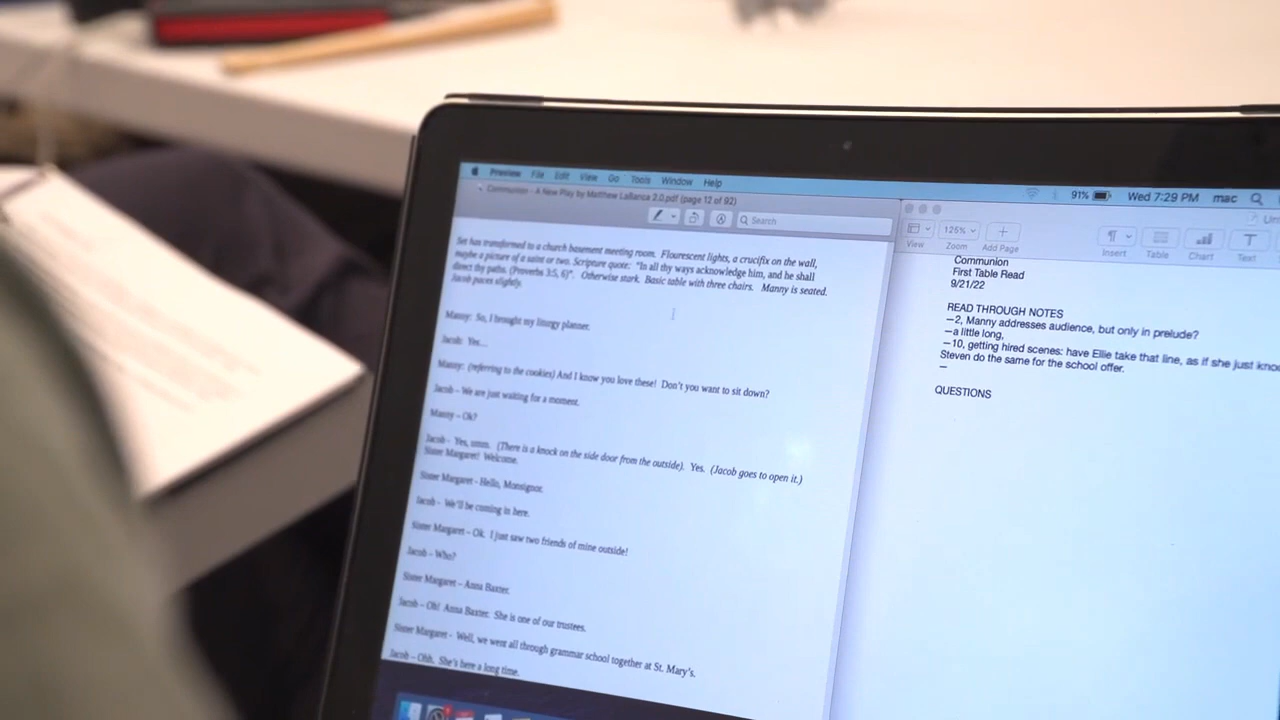 Preview File Edit View Go Tools Window Help
91% Wed 7:29 PM mac
Communion - A New Play by Matthew LaBanca 2.0.pdf (page 12 of 92)
Search
Set has transformed to a church basement meeting room. Flourescent lights, a crucifix on the wall,
maybe a picture of a saint or two. Scripture quote: "In all thy ways acknowledge him, and he shall
direct thy paths. (Proverbs 3:5, 6)". Otherwise stark. Basic table with three chairs. Manny is seated.
Jacob paces slightly.
Manny: So, I brought my liturgy planner.
Jacob: Yes...
Manny: (referring to the cookies) And I know you love these! Don't you want to sit down?
Jacob – We are just waiting for a moment.
Manny – Ok?
Jacob - Yes, umm. (There is a knock on the side door from the outside). Yes. (Jacob goes to open it.)
Sister Margaret! Welcome.
Sister Margaret - Hello, Monsignor.
Jacob - We'll be coming in here.
Sister Margaret – Ok. I just saw two friends of mine outside!
Jacob – Who?
Sister Margaret – Anna Baxter.
Jacob – Oh! Anna Baxter. She is one of our trustees.
Sister Margaret - Well, we went all through grammar school together at St. Mary's.
Jacob – Ohh. She's here a long time.
125%
View Zoom Add Page Insert Table Chart Text
Communion
First Table Read
9/21/22
READ THROUGH NOTES
—2, Manny addresses audience, but only in prelude?
—a little long,
—10, getting hired scenes: have Ellie take that line, as if she just kno
Steven do the same for the school offer.
—
QUESTIONS